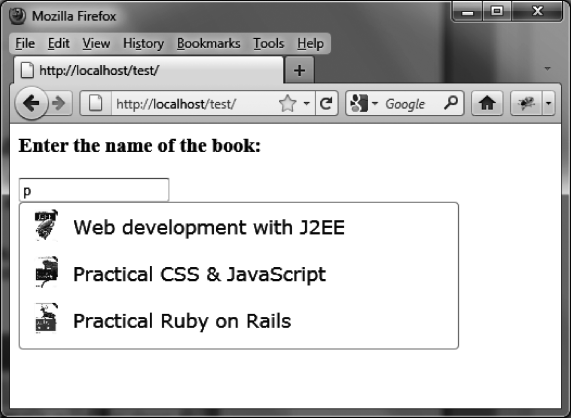 Mozilla Firefox
File Edit View History Bookmarks Tools Help
http://localhost/test/
http://localhost/test/ Google
Enter the name of the book:
p
Web development with J2EE
Practical CSS & JavaScript
Practical Ruby on Rails